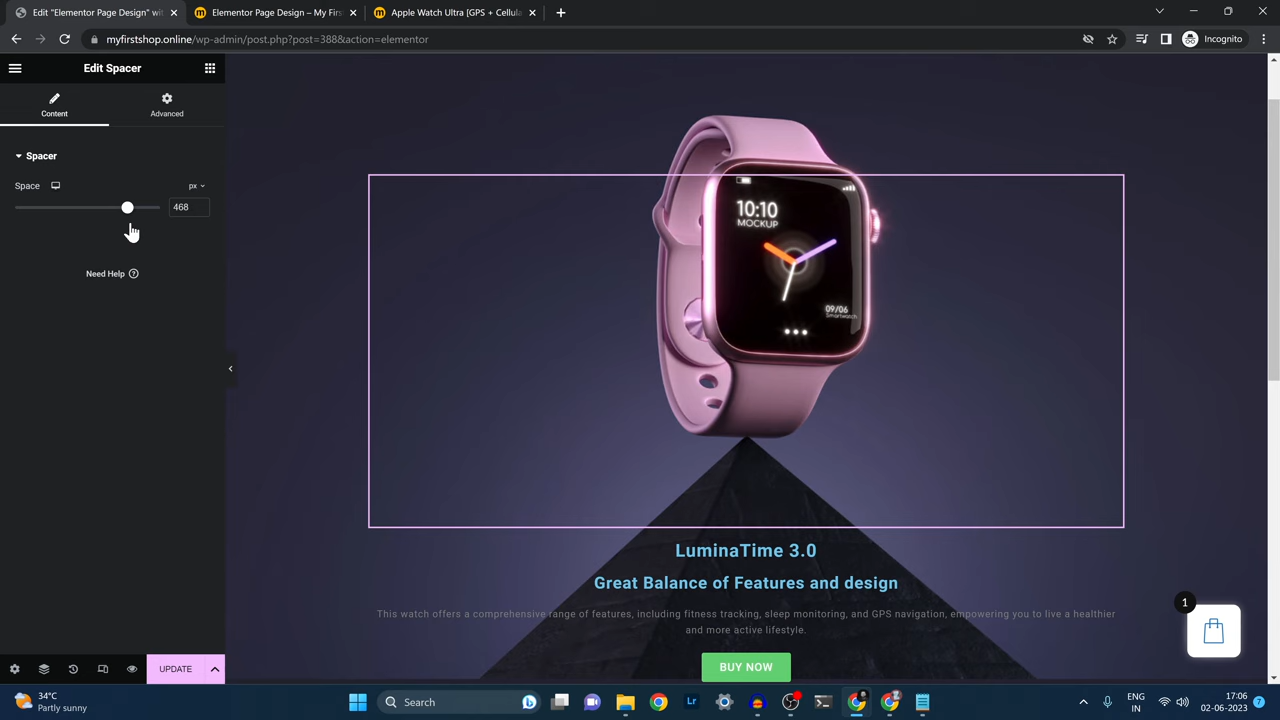 Edit "Elementor Page Design" wit
Elementor Page Design – My Firs
Apple Watch Ultra [GPS + Cellula
myfirstshop.online/wp-admin/post.php?post=388&action=elementor
Incognito
Edit Spacer
Content
Advanced
Spacer
Space
px
468
Need Help
10:10
MOCKUP
09/06
Smartwatch
LuminaTime 3.0
Great Balance of Features and design
This watch offers a comprehensive range of features, including fitness tracking, sleep monitoring, and GPS navigation, empowering you to live a healthier
and more active lifestyle.
BUY NOW
1
UPDATE
34°C
Partly sunny
Search
Lr
ENG
IN
17:06
02-06-2023
7